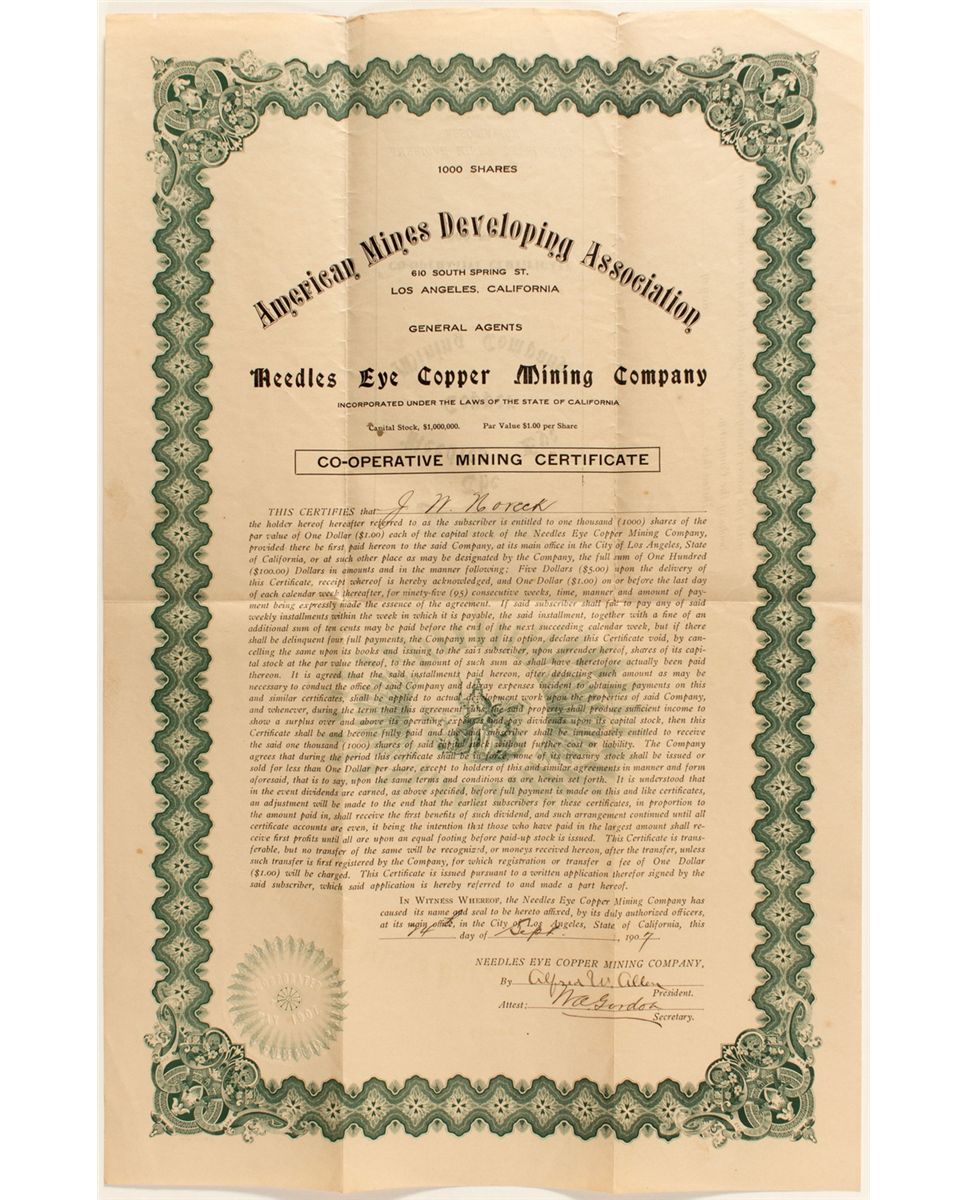 1000 SHARES
American Mines Developing Association
610 SOUTH SPRING ST.
LOS ANGELES, CALIFORNIA
GENERAL AGENTS
Needles Eye Copper Mining Company
INCORPORATED UNDER THE LAWS OF THE STATE OF CALIFORNIA
Capital Stock, $1,000,000. Par Value $1.00 per Share
CO-OPERATIVE MINING CERTIFICATE
THIS CERTIFIES that J. W. Noreck
the holder hereof hereafter referred to as the subscriber is entitled to one thousand (1000) shares of the
par value of One Dollar ($1.00) each of the capital stock of the Needles Eye Copper Mining Company,
provided there be first paid hereon to the said Company, at its main office in the City of Los Angeles, State
of California, or at such other place as may be designated by the Company, the full sum of One Hundred
($100.00) Dollars in amounts and in the manner following; Five Dollars ($5.00) upon the delivery of
this Certificate, receipt whereof is hereby acknowledged, and One Dollar ($1.00) on or before the last day
of each calendar week thereafter, for ninety-five (95) consecutive weeks, time, manner and amount of pay-
ment being expressly made the essence of the agreement. If said subscriber shall fail to pay any of said
weekly installments within the week in which it is payable, the said installment, together with a fine of an
additional sum of ten cents may be paid before the end of the next succeeding calendar week, but if there
shall be delinquent four full payments, the Company may at its option, declare this Certificate void, by can-
celling the same upon its books and issuing to the said subscriber, upon surrender hereof, shares of its capi-
tal stock at the par value thereof, to the amount of such sum as shall have theretofore actually been paid
thereon. It is agreed that the said installments paid hereon, after deducting such amount as may be
necessary to conduct the office of said Company and defray expenses incident to obtaining payments on this
and similar certificates, shall be applied to actual development work upon the properties of said Company,
and whenever, during the term that this agreement runs, the said property shall produce sufficient income to
show a surplus over and above its operating expenses and pay dividends upon its capital stock, then this
Certificate shall be and become fully paid and the said subscriber shall be immediately entitled to receive
the said one thousand (1000) shares of said capital stock without further cost or liability. The Company
agrees that during the period this certificate shall be in force, none of its treasury stock shall be issued or
sold for less than One Dollar per share, except to holders of this and similar agreements in manner and form
aforesaid, that is to say, upon the same terms and conditions as are herein set forth. It is understood that
in the event dividends are earned, as above specified, before full payment is made on this and like certificates,
an adjustment will be made to the end that the earliest subscribers for these certificates, in proportion to
the amount paid in, shall receive the first benefits of such dividend, and such arrangement continued until all
certificate accounts are even, it being the intention that those who have paid in the largest amount shall re-
ceive first profits until all are upon an equal footing before paid-up stock is issued. This Certificate is trans-
ferable, but no transfer of the same will be recognized, or moneys received hereon, after the transfer, unless
such transfer is first registered by the Company, for which registration or transfer a fee of One Dollar
($1.00) will be charged. This Certificate is issued pursuant to a written application therefor signed by the
said subscriber, which said application is hereby referred to and made a part hereof.
IN WITNESS WHEREOF, the Needles Eye Copper Mining Company has
caused its name and seal to be hereto affixed, by its duly authorized officers,
at its main office, in the City of Los Angeles, State of California, this
14th day of Sept. , 1907
NEEDLES EYE COPPER MINING COMPANY,
By Alfred W. Allen
President.
Attest: W A Gordon
Secretary.